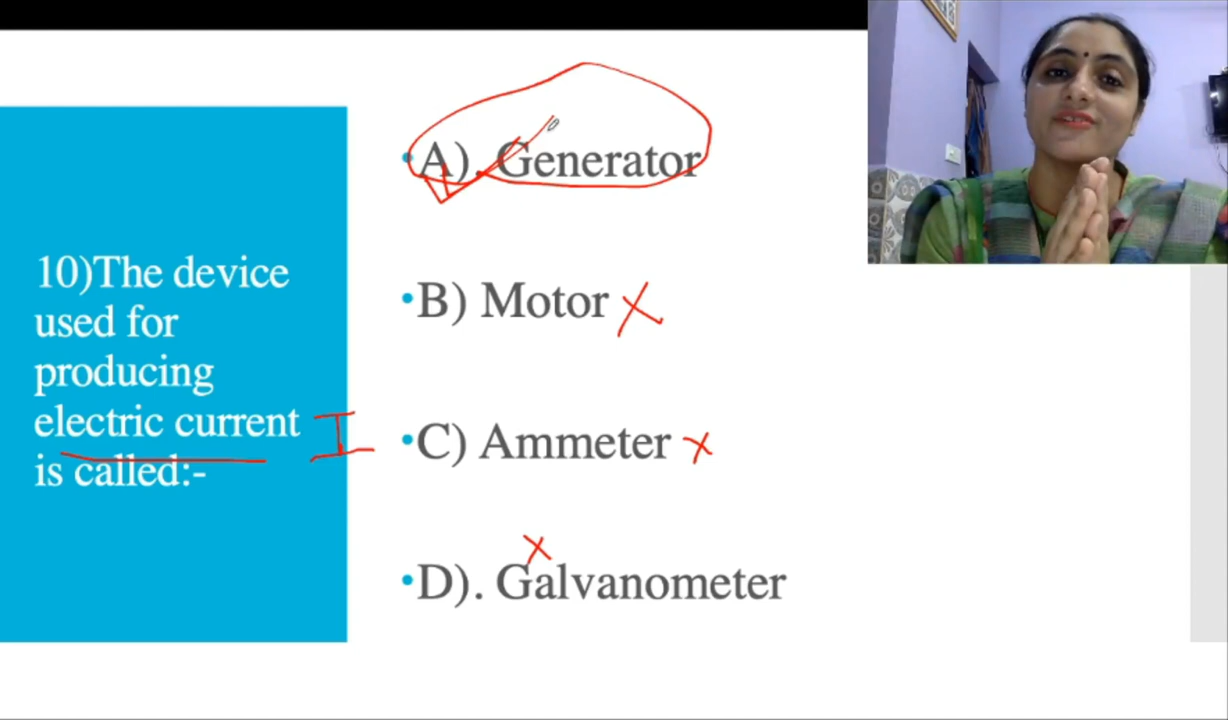 10)The device
used for
producing
electric current
is called:-
I
•A). Generator
•B) Motor
•C) Ammeter
•D). Galvanometer